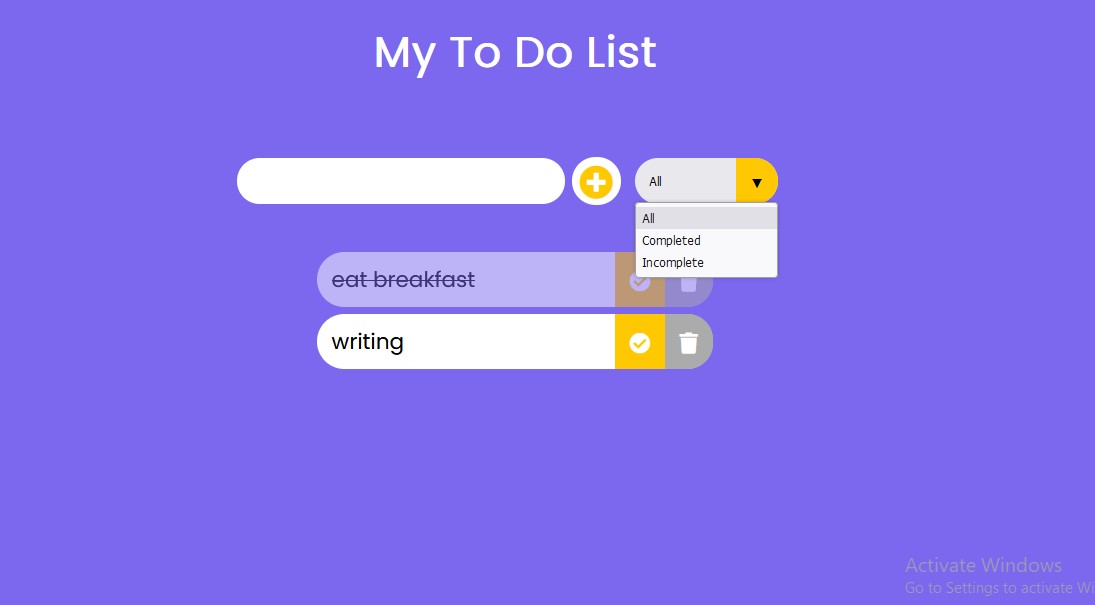 My To Do List
All
All
Completed
Incomplete
eat breakfast
writing
Activate Windows
Go to Settings to activate Wi